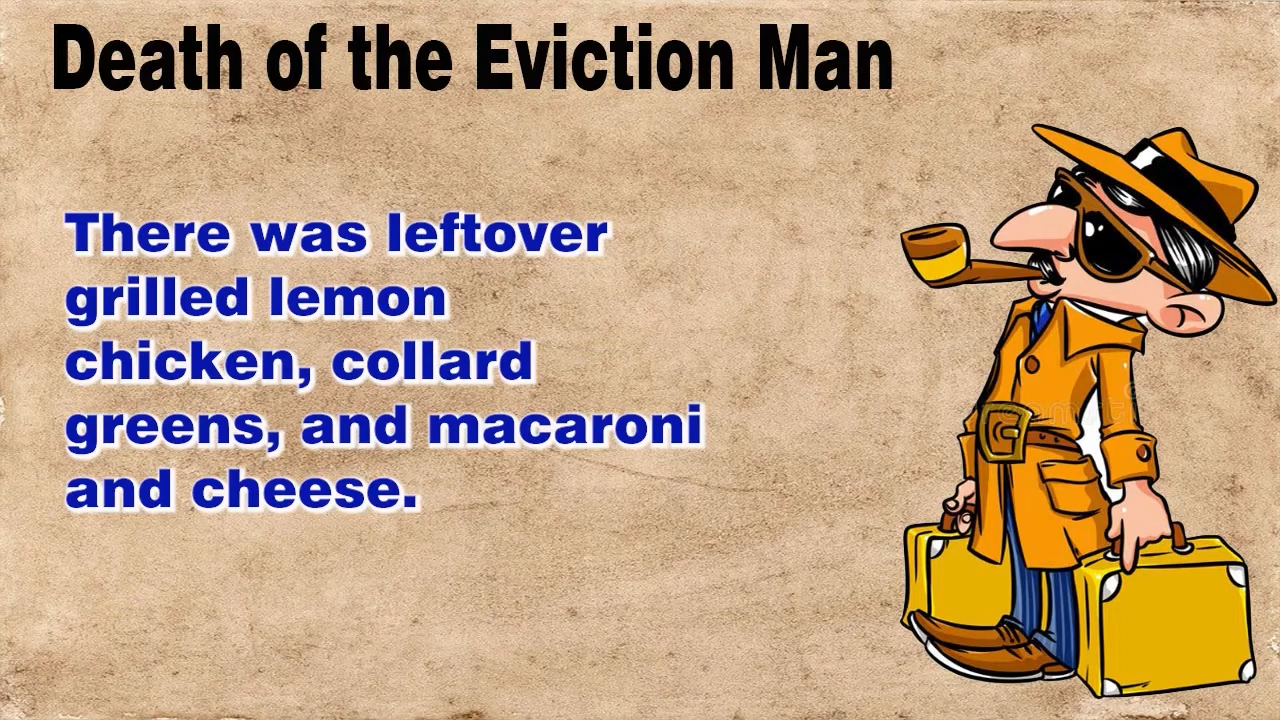 Death of the Eviction Man
There was leftover
grilled lemon
chicken, collard
greens, and macaroni
and cheese.